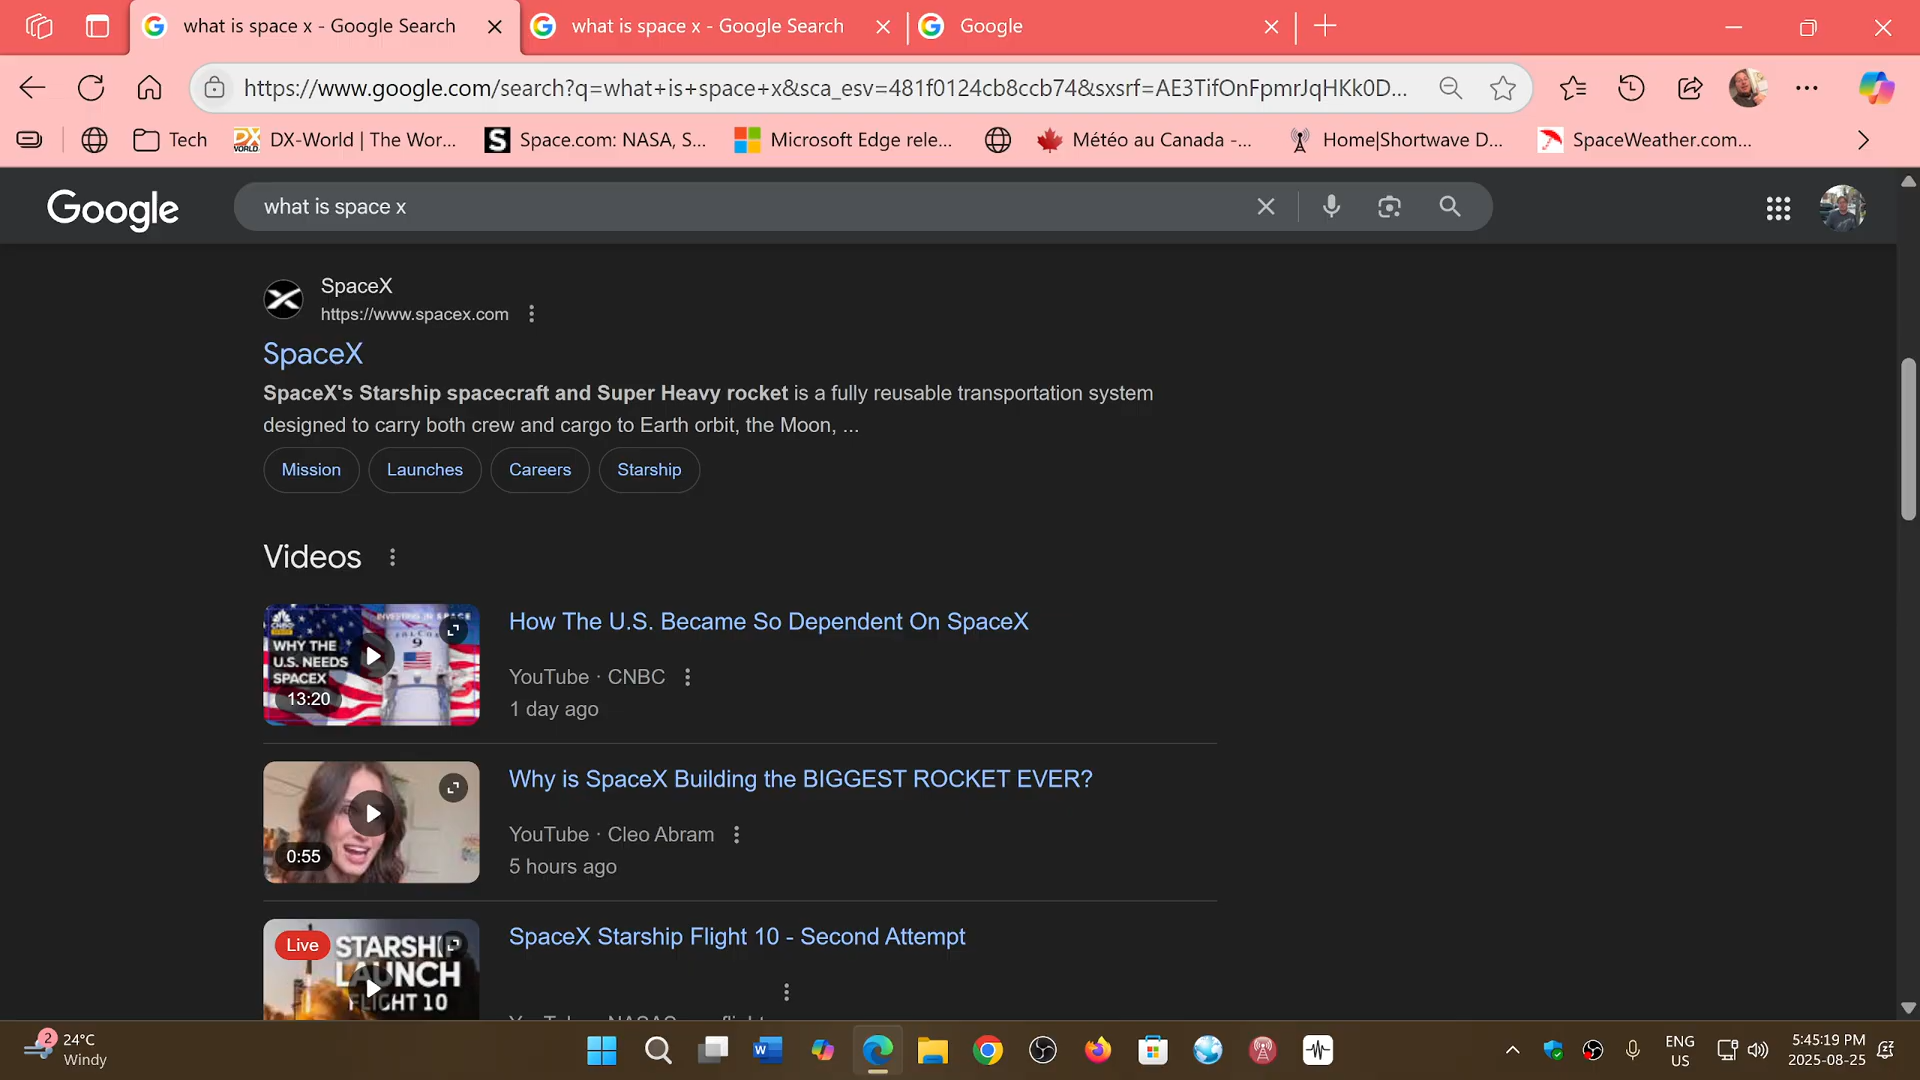 what is space x - Google Search
what is space x - Google Search
Google
https://www.google.com/search?q=what+is+space+x&sca_esv=481f0124cb8ccb74&sxsrf=AE3TifOnFpmrJqHKk0D...
Tech
DX-World | The Wor...
Space.com: NASA, S...
Microsoft Edge rele...
Météo au Canada -...
Home|Shortwave D...
SpaceWeather.com...
Google
what is space x
SpaceX
https://www.spacex.com
SpaceX
SpaceX's Starship spacecraft and Super Heavy rocket is a fully reusable transportation system
designed to carry both crew and cargo to Earth orbit, the Moon, ...
Mission
Launches
Careers
Starship
Videos
INVESTING IN SPACE
CNBC
FALCON
9
WHY THE
U.S. NEEDS
SPACEX
13:20
How The U.S. Became So Dependent On SpaceX
YouTube · CNBC
1 day ago
0:55
Why is SpaceX Building the BIGGEST ROCKET EVER?
YouTube · Cleo Abram
5 hours ago
Live
STARSHIP
LAUNCH
FLIGHT 10
SpaceX Starship Flight 10 - Second Attempt
2
24°C
Windy
ENG
US
5:45:19 PM
2025-08-25